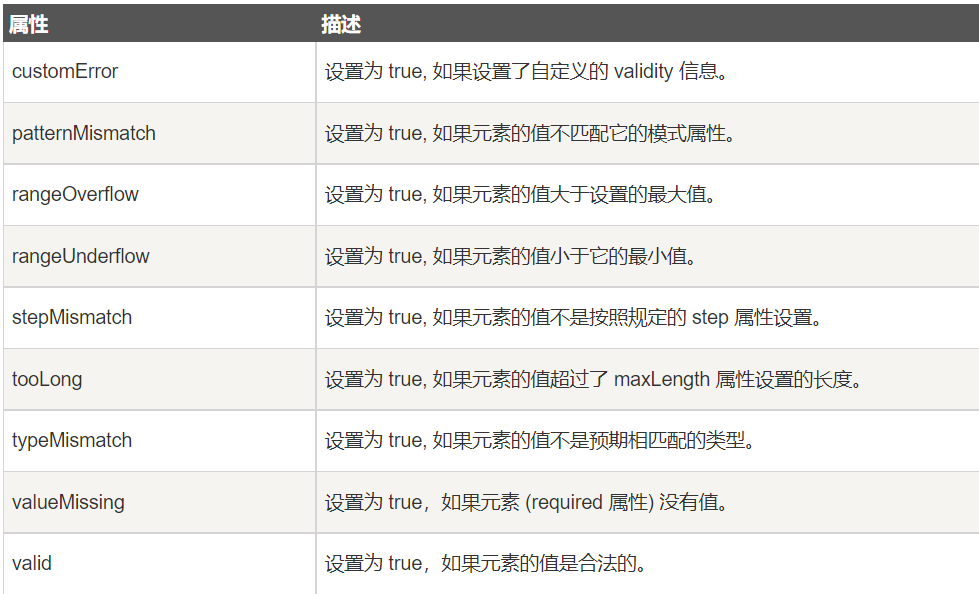 属性 描述
customError 设置为 true, 如果设置了自定义的 validity 信息。
patternMismatch 设置为 true, 如果元素的值不匹配它的模式属性。
rangeOverflow 设置为 true, 如果元素的值大于设置的最大值。
rangeUnderflow 设置为 true, 如果元素的值小于它的最小值。
stepMismatch 设置为 true, 如果元素的值不是按照规定的 step 属性设置。
tooLong 设置为 true, 如果元素的值超过了 maxLength 属性设置的长度。
typeMismatch 设置为 true, 如果元素的值不是预期相匹配的类型。
valueMissing 设置为 true，如果元素 (required 属性) 没有值。
valid 设置为 true，如果元素的值是合法的。